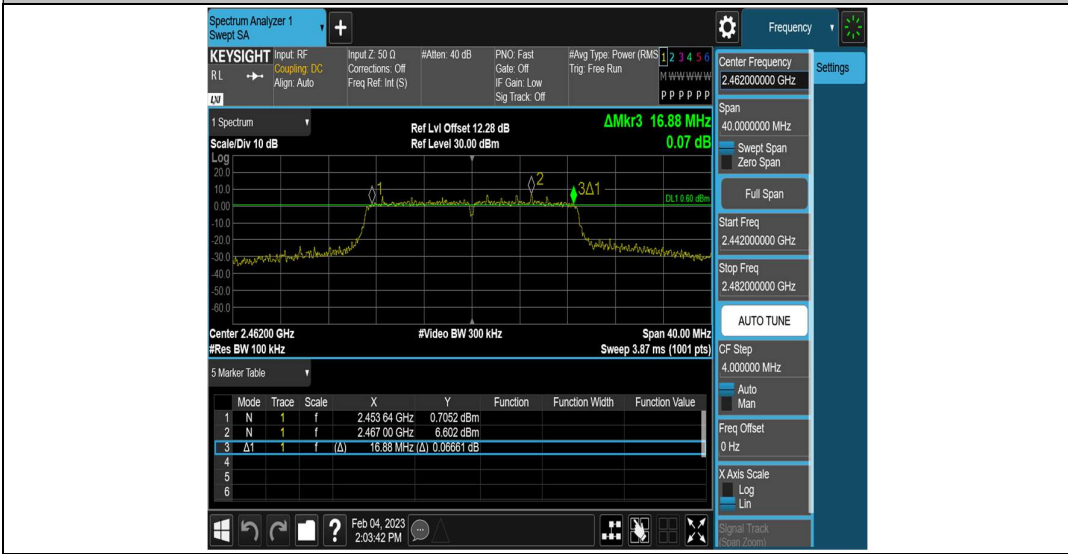 Spectrum Analyzer 1
Swept SA
+
Frequency
KEYSIGHT
RL
LXI
Input: RF
Coupling: DC
Align: Auto
Input Z: 50 Ω
Corrections: Off
Freq Ref: Int (S)
#Atten: 40 dB
PNO: Fast
Gate: Off
IF Gain: Low
Sig Track: Off
#Avg Type: Power (RMS
Trig: Free Run
1 2 3 4 5 6
M W W W W W
P P P P P P
1 Spectrum
Scale/Div 10 dB
Ref Lvl Offset 12.28 dB
Ref Level 30.00 dBm
ΔMkr3 16.88 MHz
0.07 dB
Log
20.0
10.0
0.00
-10.0
-20.0
-30.0
-40.0
-50.0
-60.0
1
2
3Δ1
DL1 0.60 dBm
Center 2.46200 GHz
#Res BW 100 kHz
#Video BW 300 kHz
Span 40.00 MHz
Sweep 3.87 ms (1001 pts)
5 Marker Table
Mode Trace Scale X Y Function Function Width Function Value
1 N 1 f 2.453 64 GHz 0.7052 dBm
2 N 1 f 2.467 00 GHz 6.602 dBm
3 Δ1 1 f (Δ) 16.88 MHz (Δ) 0.06661 dB
4
5
6
?
Feb 04, 2023
2:03:42 PM
Center Frequency
2.462000000 GHz
Settings
Span
40.0000000 MHz
Swept Span
Zero Span
Full Span
Start Freq
2.442000000 GHz
Stop Freq
2.482000000 GHz
AUTO TUNE
CF Step
4.000000 MHz
Auto
Man
Freq Offset
0 Hz
X Axis Scale
Log
Lin
Signal Track
(Span Zoom)